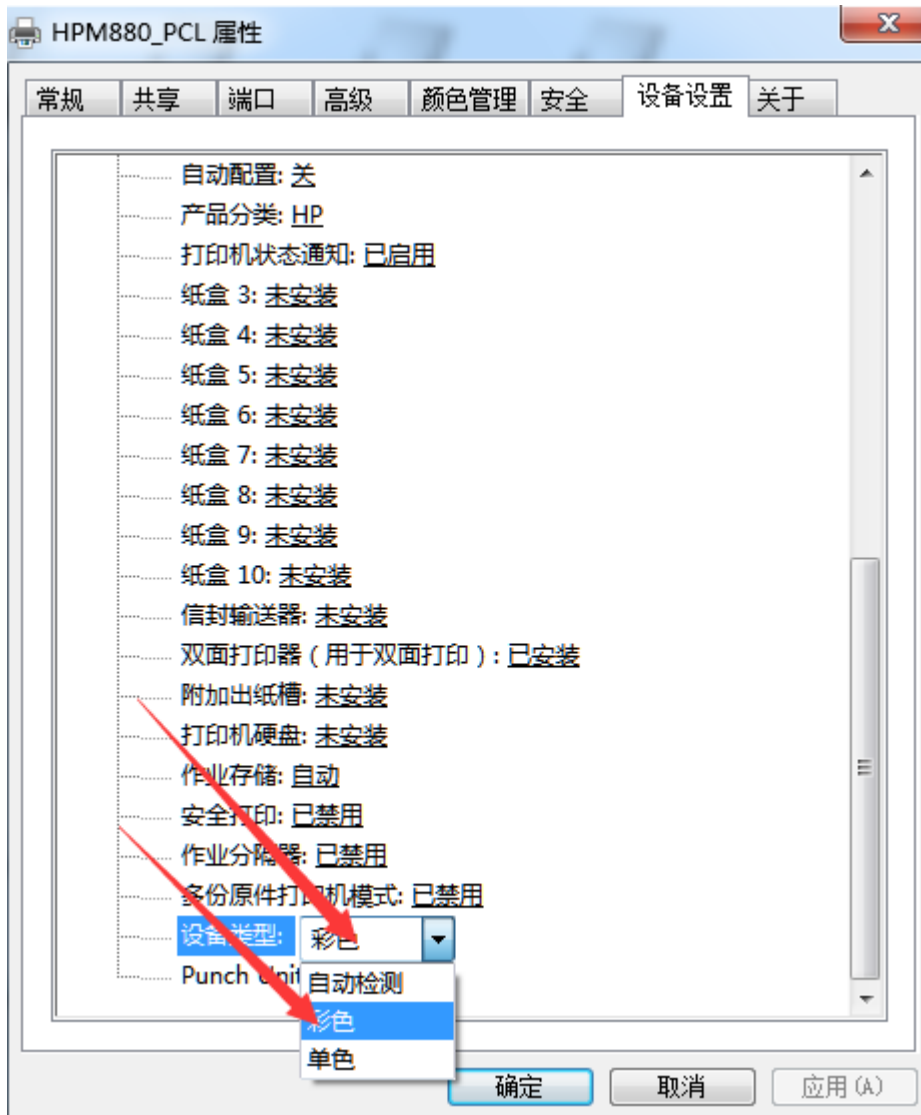 HPM880_PCL 属性
常规 共享 端口 高级 颜色管理 安全 设备设置 关于
自动配置: 关
产品分类: HP
打印机状态通知: 已启用
纸盒 3: 未安装
纸盒 4: 未安装
纸盒 5: 未安装
纸盒 6: 未安装
纸盒 7: 未安装
纸盒 8: 未安装
纸盒 9: 未安装
纸盒 10: 未安装
信封输送器: 未安装
双面打印器 ( 用于双面打印 ) : 已安装
附加出纸槽: 未安装
打印机硬盘: 未安装
作业存储: 自动
安全打印: 已禁用
作业分隔器: 已禁用
多份原件打印机模式: 已禁用
设备类型: 彩色
Punch Unit
自动检测
彩色
单色
确定 取消 应用(A)